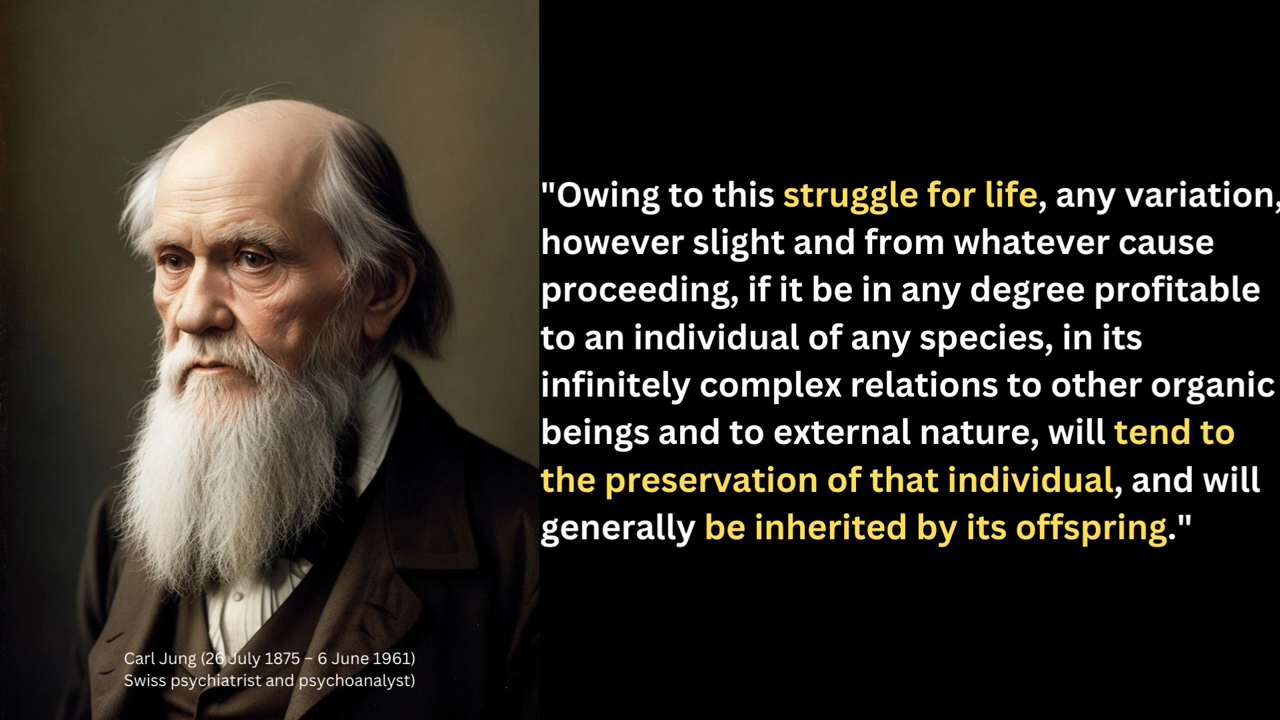 "Owing to this struggle for life, any variation,
however slight and from whatever cause
proceeding, if it be in any degree profitable
to an individual of any species, in its
infinitely complex relations to other organic
beings and to external nature, will tend to
the preservation of that individual, and will
generally be inherited by its offspring."
Carl Jung (26 July 1875 – 6 June 1961)
Swiss psychiatrist and psychoanalyst)